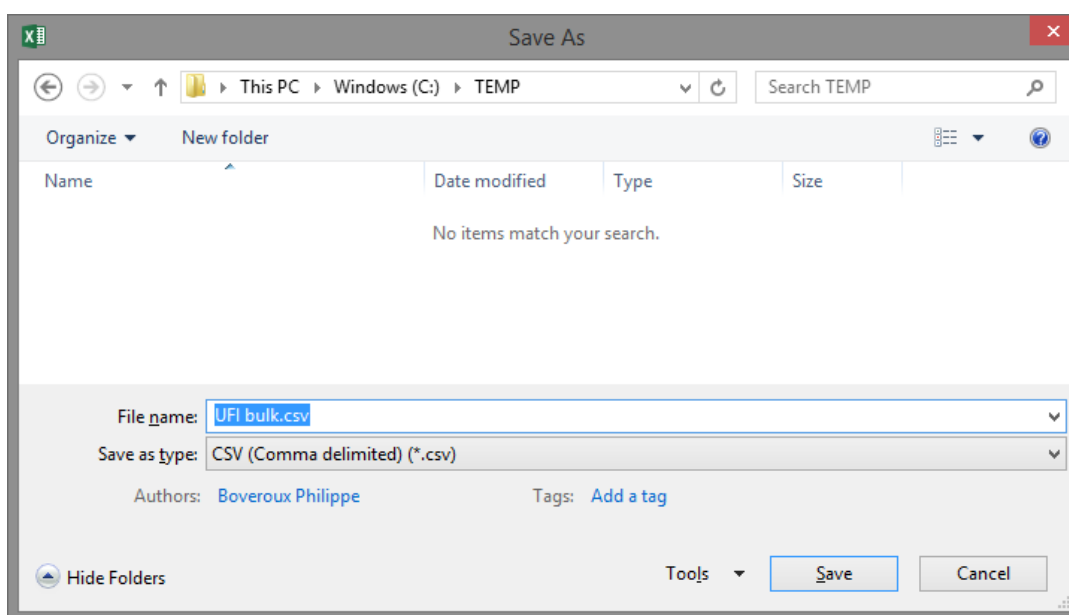 Save As
This PC Windows (C:) TEMP Search TEMP
Organize New folder
Name Date modified Type Size
No items match your search.
File name: UFI bulk.csv
Save as type: CSV (Comma delimited) (*.csv)
Authors: Boveroux Philippe Tags: Add a tag
Hide Folders Tools Save Cancel